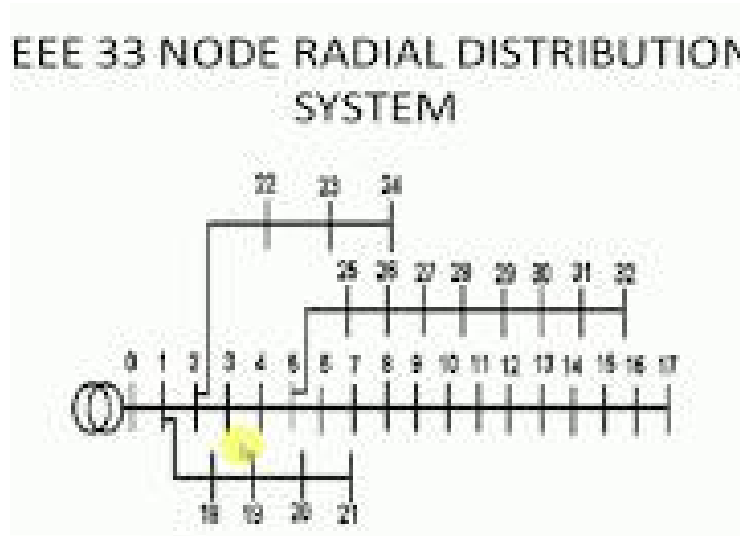 EEE 33 NODE RADIAL DISTRIBUTION
SYSTEM
22 23 24
25 26 27 28 29 30 31 32
0 1 2 3 4 5 6 7 8 9 10 11 12 13 14 15 16 17
18 19 20 21